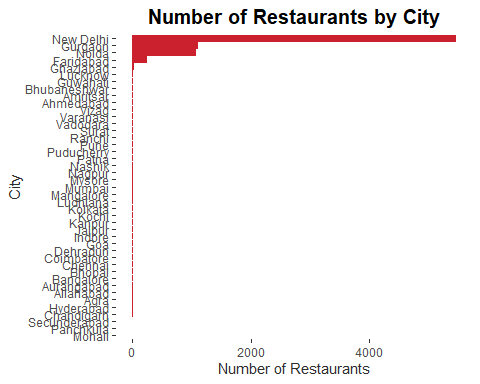 Number of Restaurants by City
New Delhi
Gurgaon
Noida
Faridabad
Ghaziabad
Lucknow
Guwahati
Bhubaneshwar
Amritsar
Ahmedabad
Vizag
Varanasi
Vadodara
Surat
Ranchi
Pune
Puducherry
Patna
Nashik
Nagpur
Mysore
Mumbai
Mangalore
Ludhiana
Kolkata
Kochi
Kanpur
Jaipur
Indore
Goa
Dehradun
Coimbatore
Chennai
Bhopal
Bangalore
Aurangabad
Allahabad
Agra
Hyderabad
Chandigarh
Secunderabad
Panchkula
Mohali
City
0 2000 4000
Number of Restaurants